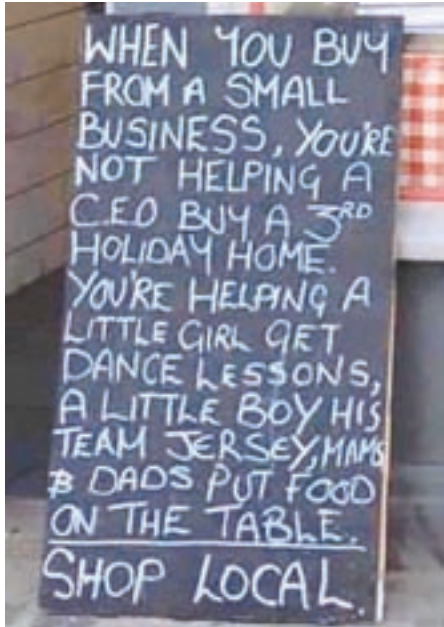 WHEN YOU BUY
FROM A SMALL
BUSINESS, YOU'RE
NOT HELPING A
C.E.O BUY A 3RD
HOLIDAY HOME.
YOU'RE HELPING A
LITTLE GIRL GET
DANCE LESSONS,
A LITTLE BOY HIS
TEAM JERSEY, MAMS
& DADS PUT FOOD
ON THE TABLE.
SHOP LOCAL.